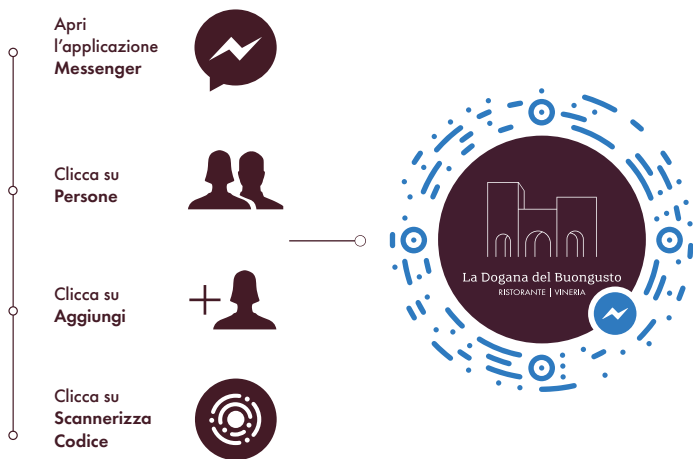 Apri
l'applicazione
Messenger
Clicca su
Persone
Clicca su
Aggiungi
Clicca su
Scannerizza
Codice
La Dogana del Buongusto
RISTORANTE | VINERIA